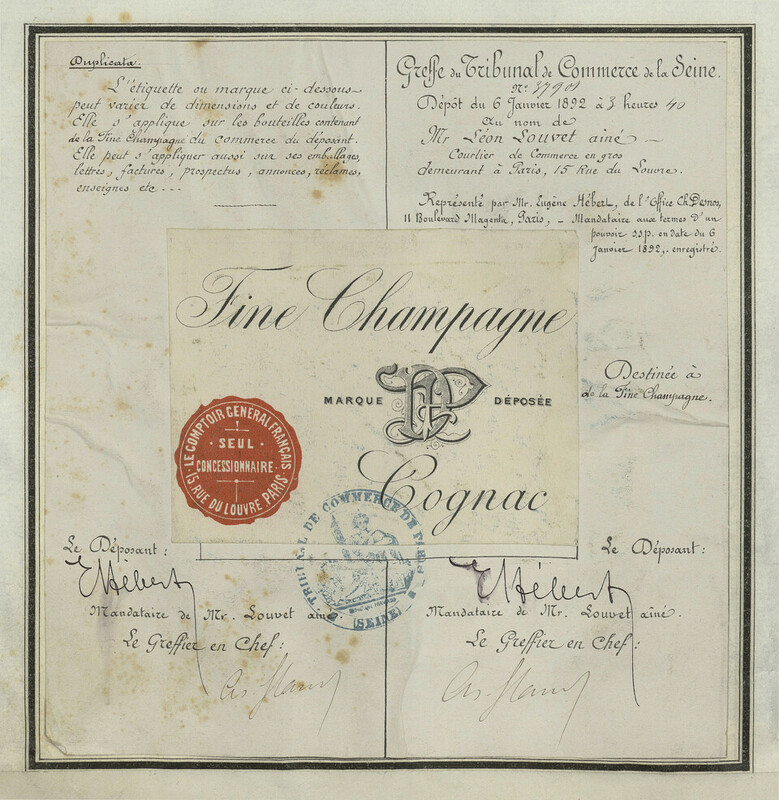 Duplicata.
L'étiquette ou marque ci-dessous
peut varier de dimensions et de couleurs.
Elle s'applique sur les bouteilles contenant
de la Fine Champagne du commerce du déposant.
Elle peut s'appliquer aussi sur ses emballages,
lettres, factures, prospectus, annonces, réclames,
enseignes etc - - -
Greffe du Tribunal de Commerce de la Seine.
Dépôt du 6 Janvier 1892 à 3 heures 40
Au nom de
Mr Léon Louvet aîné —
Courtier de Commerce en gros
demeurant à Paris, 15 Rue du Louvre.
Représenté par Mr. Eugène Hébert, de l'Office Ch. Desnos,
11 Boulevard Magenta, Paris, - Mandataire aux termes d'un
pouvoir s.s.p. en date du 6
Janvier 1892, - enregistré.
Fine Champagne
MARQUE DÉPOSÉE
Cognac
LE COMPTOIR GENERAL FRANÇAIS
SEUL
CONCESSIONNAIRE
15, RUE DU LOUVRE PARIS
Destinée à
de la Fine Champagne.
TRIBUNAL DE COMMERCE DE PARIS
(SEINE)
Le Déposant:
EHébert
Mandataire de Mr. Louvet aîné
Le Greffier en Chef:
Le Déposant:
EHébert
Mandataire de Mr. Louvet aîné.
Le Greffier en Chef: